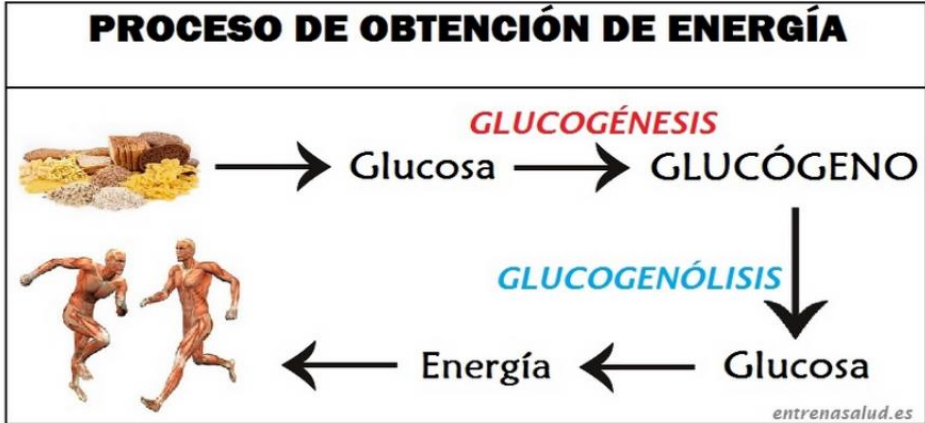 PROCESO DE OBTENCIÓN DE ENERGÍA
GLUCOGÉNESIS
Glucosa
GLUCÓGENO
GLUCOGENÓLISIS
Glucosa
Energía
entrenasalud.es